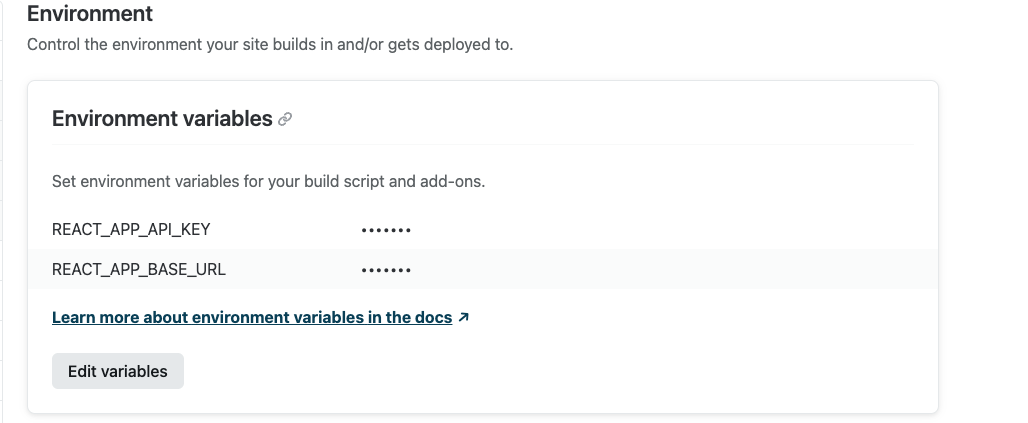 Environment
Control the environment your site builds in and/or gets deployed to.
Environment variables
Set environment variables for your build script and add-ons.
REACT_APP_API_KEY •••••••
REACT_APP_BASE_URL •••••••
Learn more about environment variables in the docs ↗
Edit variables